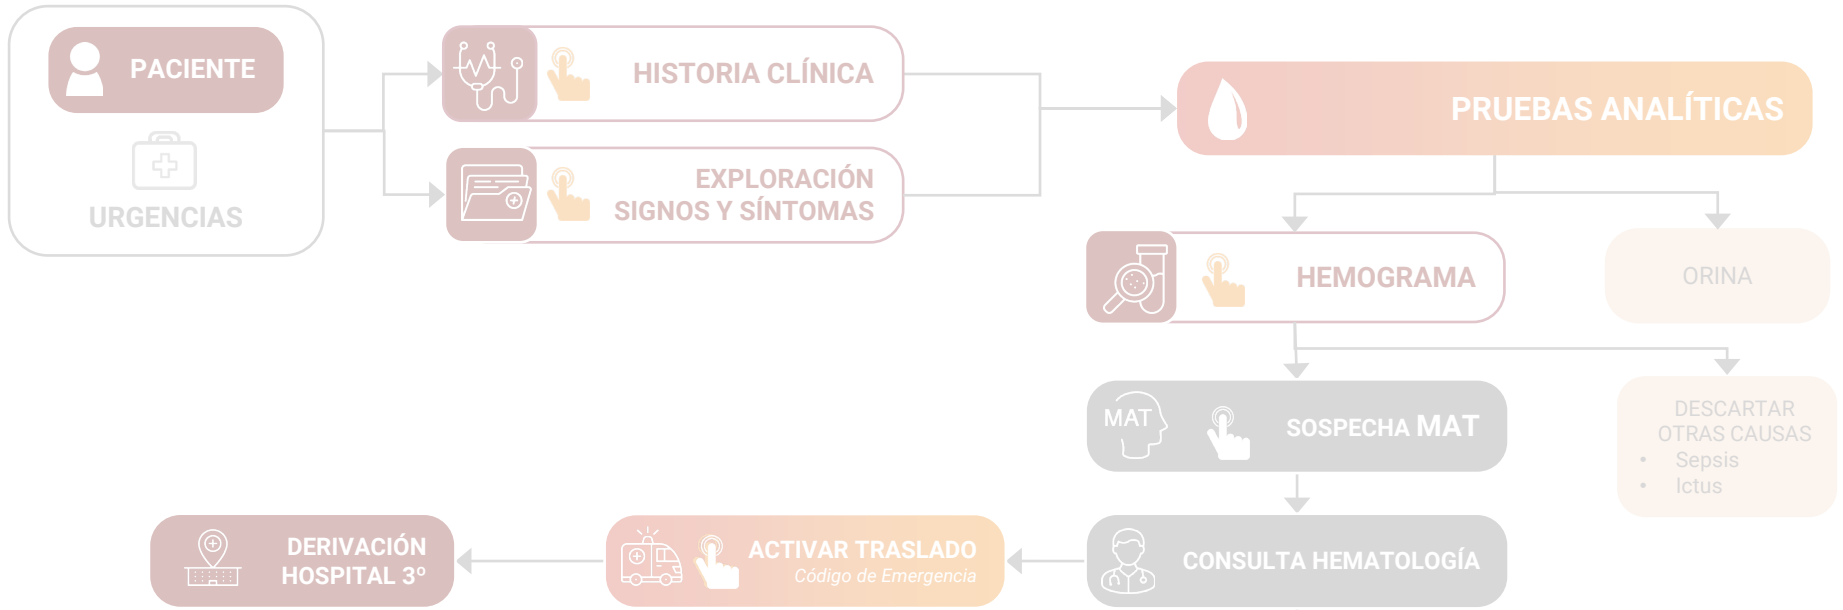 PACIENTE
URGENCIAS
HISTORIA CLÍNICA
EXPLORACIÓN
SIGNOS Y SÍNTOMAS
PRUEBAS ANALÍTICAS
HEMOGRAMA
ORINA
MAT
SOSPECHA MAT
DESCARTAR
OTRAS CAUSAS
• Sepsis
• Ictus
DERIVACIÓN
HOSPITAL 3º
ACTIVAR TRASLADO
Código de Emergencia
CONSULTA HEMATOLOGÍA